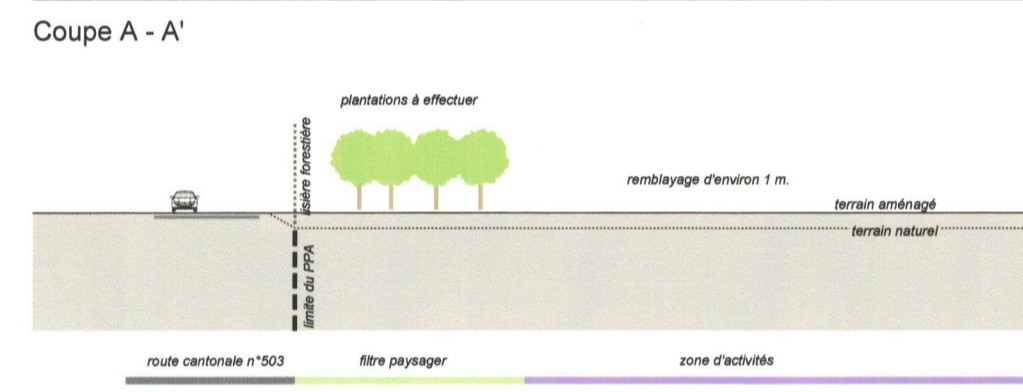 Coupe A - A'
plantations à effectuer
lisière forestière
remblayage d'environ 1 m.
terrain aménagé
terrain naturel
limite du PPA
route cantonale n°503
filtre paysager
zone d'activités